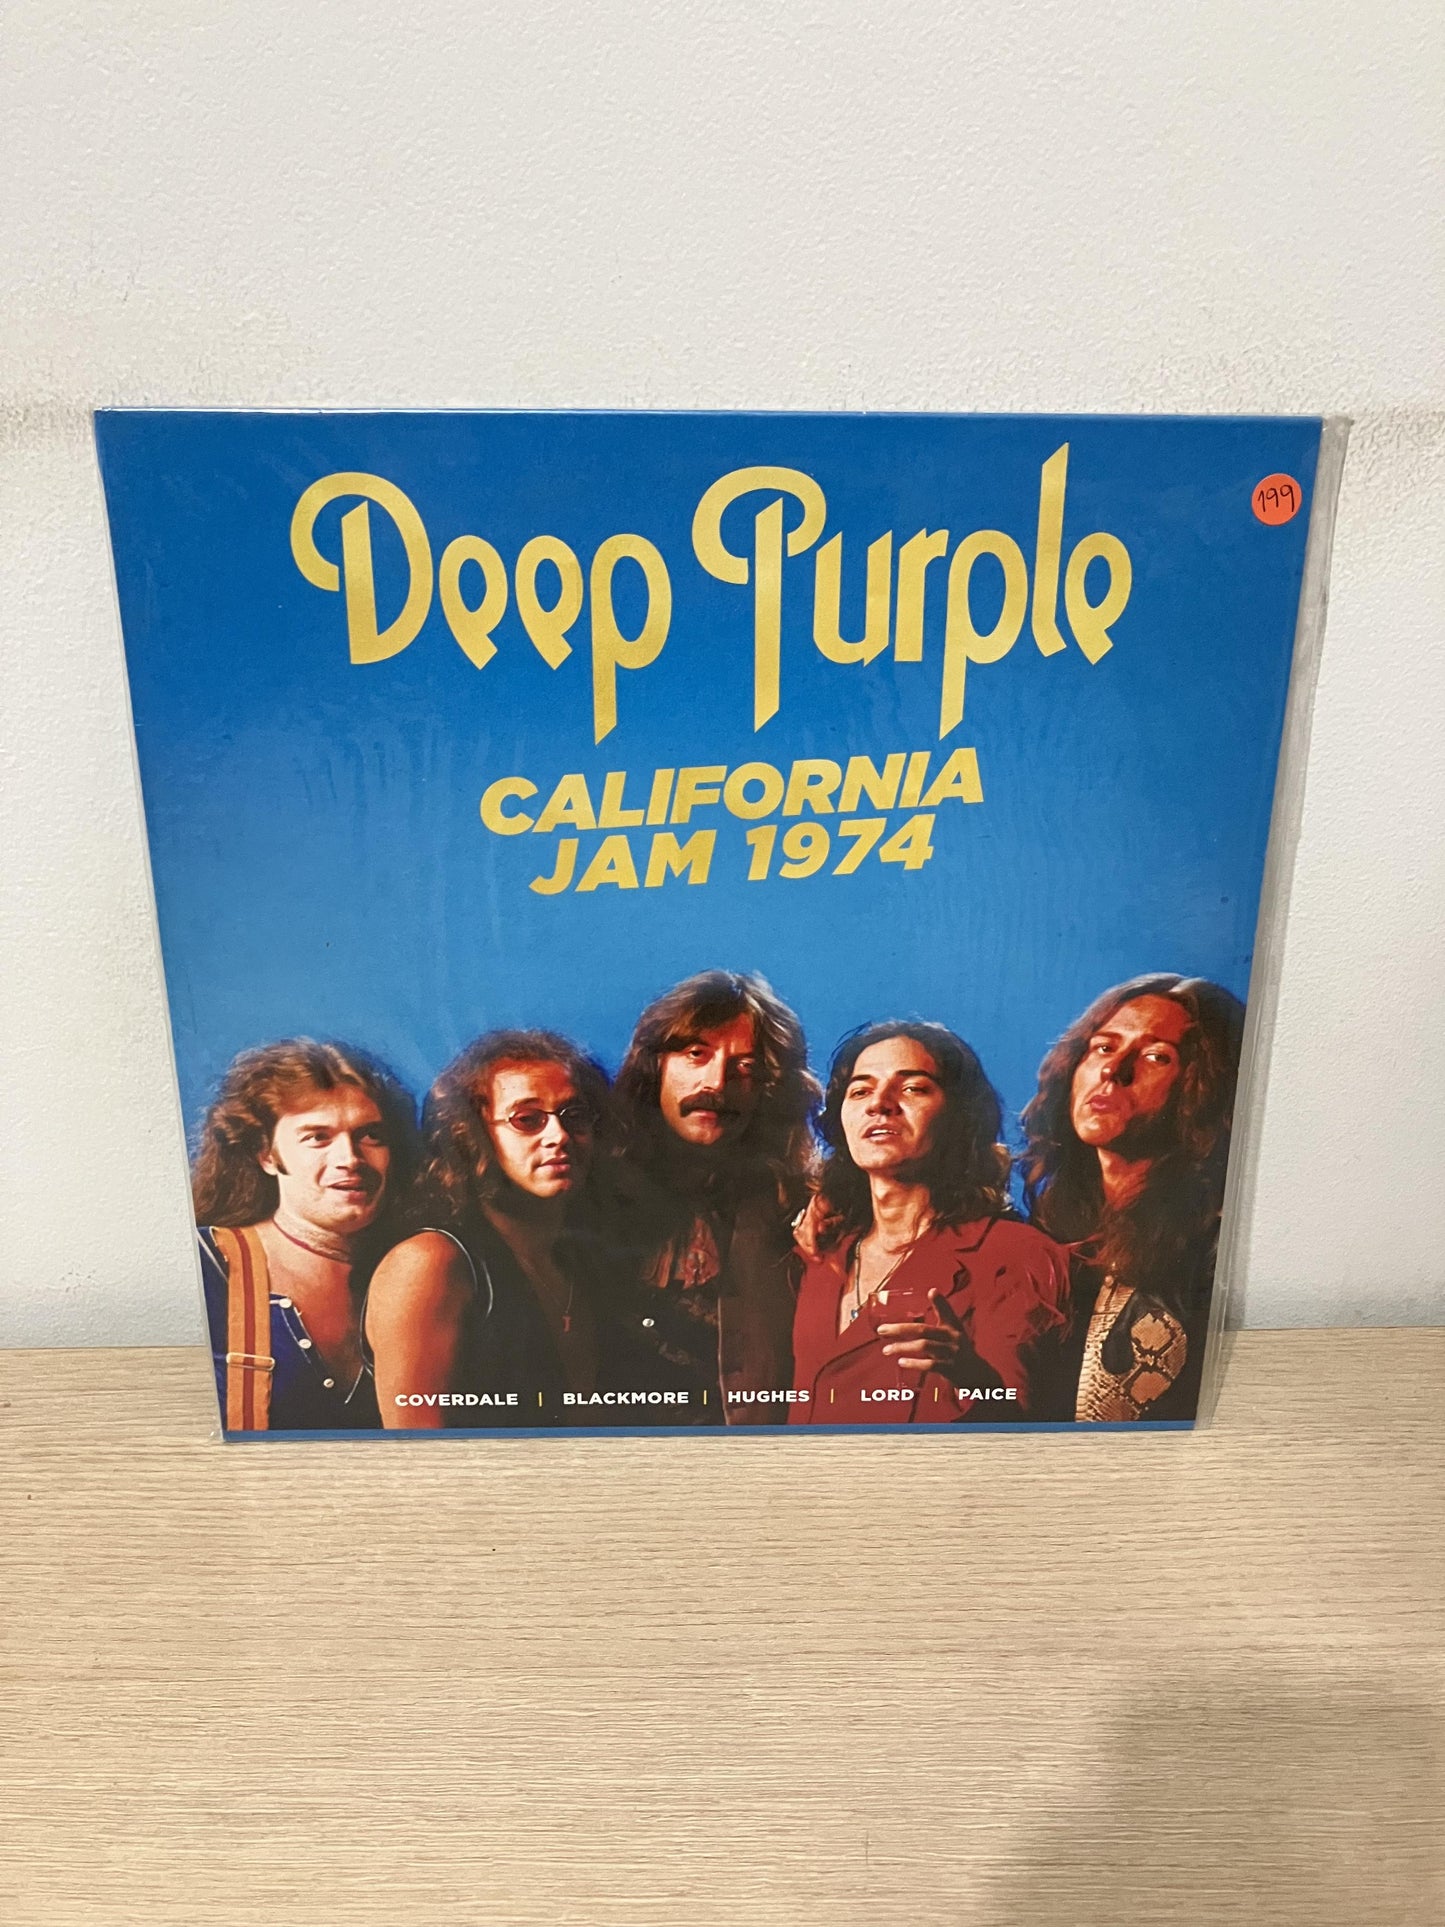 Deep Purple
199
CALIFORNIA
JAM 1974
COVERDALE | BLACKMORE | HUGHES | LORD | PAICE